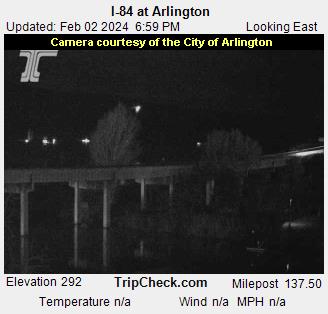 I-84 at Arlington
Updated: Feb 02 2024 6:59 PM Looking East
Camera courtesy of the City of Arlington
Elevation 292 TripCheck.com Milepost 137.50
Temperature n/a Wind n/a MPH n/a